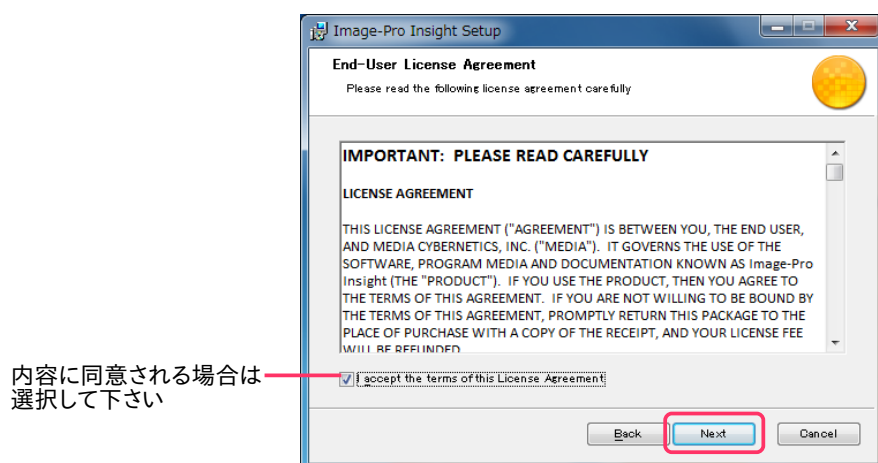 Image-Pro Insight Setup
End-User License Agreement
Please read the following license agreement carefully
IMPORTANT: PLEASE READ CAREFULLY
LICENSE AGREEMENT
THIS LICENSE AGREEMENT ("AGREEMENT") IS BETWEEN YOU, THE END USER,
AND MEDIA CYBERNETICS, INC. ("MEDIA"). IT GOVERNS THE USE OF THE
SOFTWARE, PROGRAM MEDIA AND DOCUMENTATION KNOWN AS Image-Pro
Insight (THE "PRODUCT"). IF YOU USE THE PRODUCT, THEN YOU AGREE TO
THE TERMS OF THIS AGREEMENT. IF YOU ARE NOT WILLING TO BE BOUND BY
THE TERMS OF THIS AGREEMENT, PROMPTLY RETURN THIS PACKAGE TO THE
PLACE OF PURCHASE WITH A COPY OF THE RECEIPT, AND YOUR LICENSE FEE
WILL BE REFUNDED
内容に同意される場合は
選択して下さい
I accept the terms of this License Agreement
Back Next Cancel